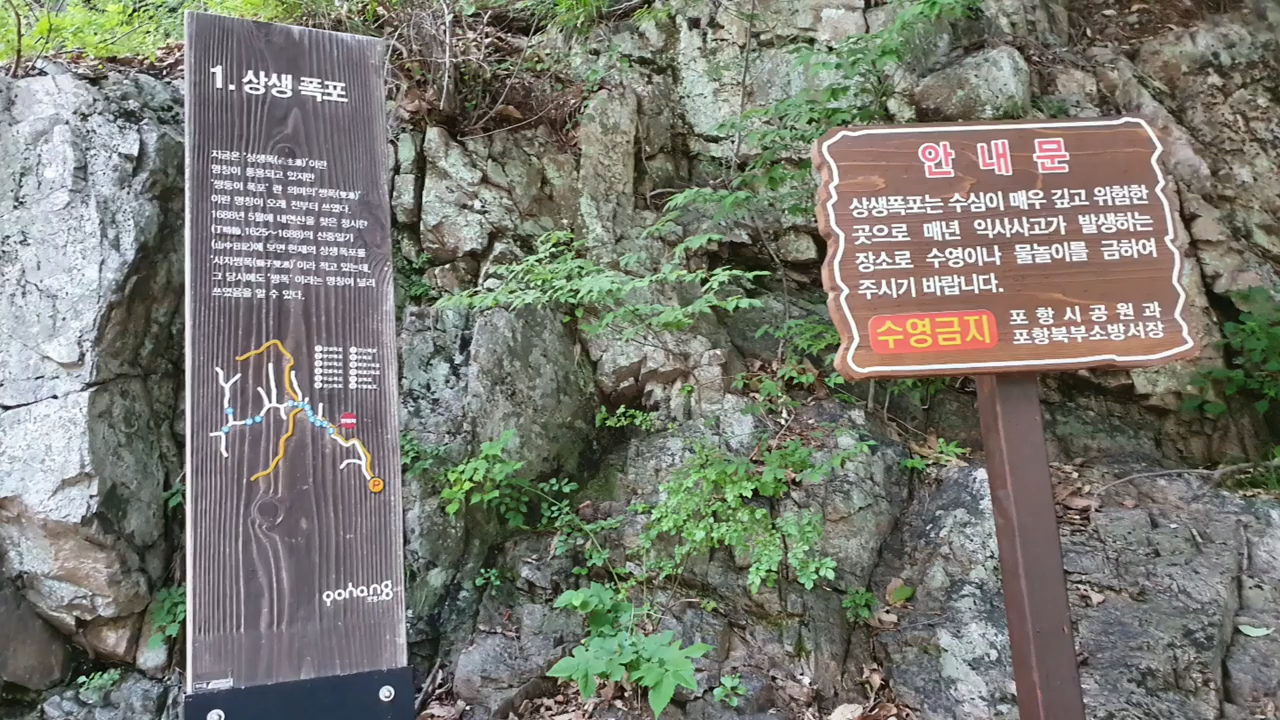 1. 상생 폭포
지금은 '상생폭(相生瀑)'이란
명칭이 통용되고 있지만
'쌍둥이 폭포' 란 의미의 '쌍폭(雙瀑)'
이란 명칭이 오래 전부터 쓰였다.
1688년 5월에 내연산을 찾은 정시한
(丁時翰, 1625~1688)의 산중일기
(山中日記)에 보면 현재의 상생폭포를
'사자쌍폭(獅子雙瀑)' 이라 적고 있는데,
그 당시에도 '쌍폭' 이라는 명칭이 널리
쓰였음을 알 수 있다.
P
pohang
안 내 문
상생폭포는 수심이 매우 깊고 위험한
곳으로 매년 익사사고가 발생하는
장소로 수영이나 물놀이를 금하여
주시기 바랍니다.
수영금지
포항시공원과
포항북부소방서장